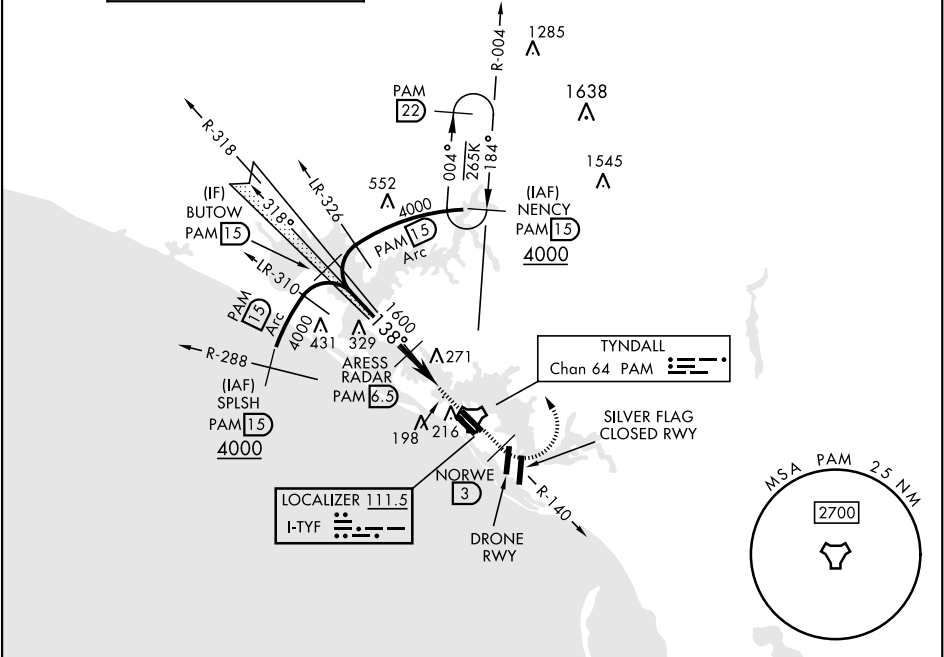 1285
R-004
PAM
22
1638
R-318
004°
265K
184°
1545
LR-326
552
(IF)
BUTOW
PAM 15
318°
4000
(IAF)
NENCY
PAM 15
4000
PAM 15
Arc
LR-310
PAM
15
Arc
4000
1600
138°
431
329
271
R-288
ARESS
RADAR
PAM 6.5
TYNDALL
Chan 64 PAM
(IAF)
SPLSH
PAM 15
4000
198
216
SILVER FLAG
CLOSED RWY
NORWE
3
R-140
LOCALIZER 111.5
I-TYF
DRONE
RWY
MSA PAM 25 NM
2700